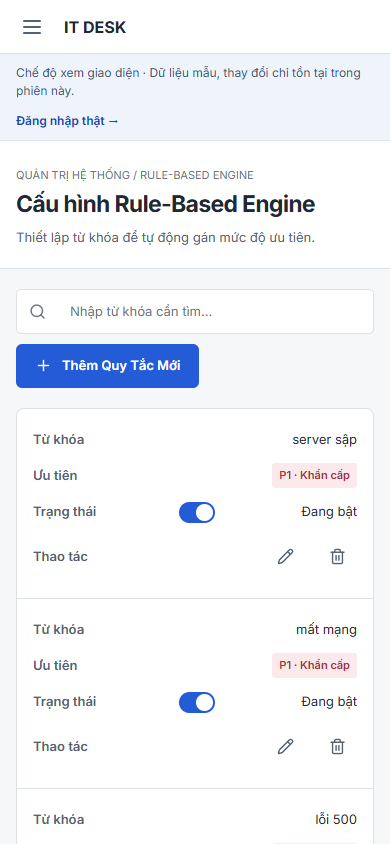 IT DESK
Chế độ xem giao diện · Dữ liệu mẫu, thay đổi chỉ tồn tại trong
phiên này.
Đăng nhập thật →
QUẢN TRỊ HỆ THỐNG / RULE-BASED ENGINE
Cấu hình Rule-Based Engine
Thiết lập từ khóa để tự động gán mức độ ưu tiên.
Nhập từ khóa cần tìm...
Thêm Quy Tắc Mới
Từ khóa server sập
Ưu tiên P1 · Khẩn cấp
Trạng thái Đang bật
Thao tác
Từ khóa mất mạng
Ưu tiên P1 · Khẩn cấp
Trạng thái Đang bật
Thao tác
Từ khóa lỗi 500